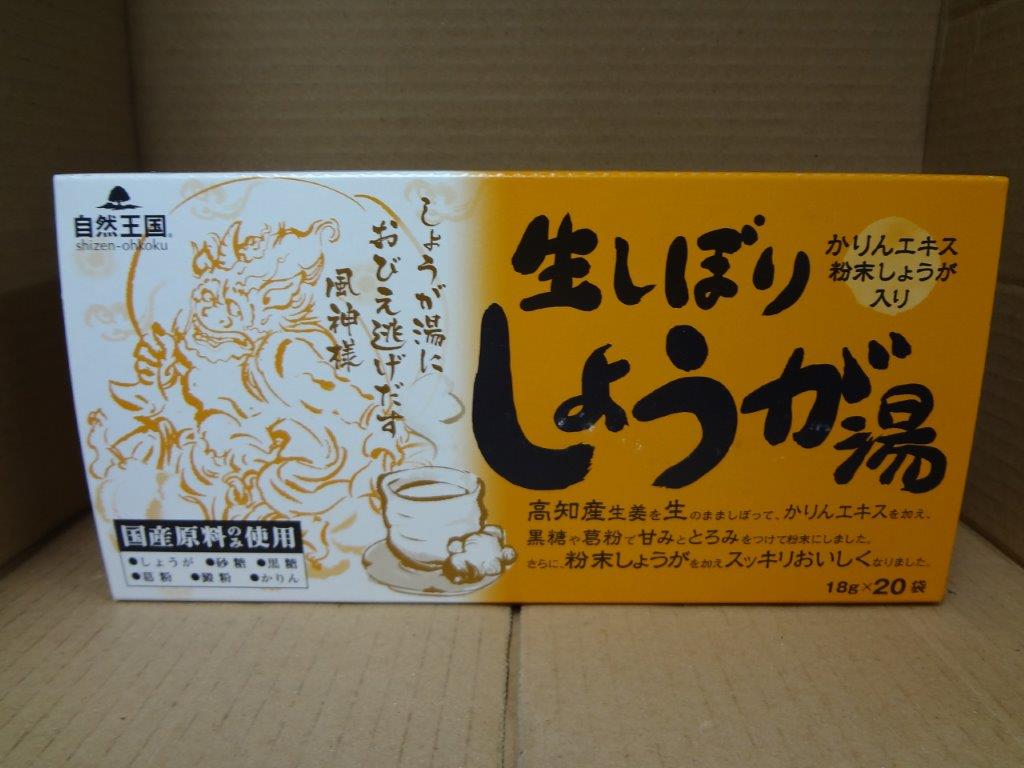 自然王国®
shizen-ohkoku
しょうが湯に
おびえ逃げだす
風神様
国産原料のみ使用
●しょうが ●砂糖 ●黒糖
●葛粉 ●澱粉 ●かりん
生しぼり
しょうが湯
かりんエキス
粉末しょうが
入り
高知産生姜を生のまましぼって、かりんエキスを加え、
黒糖や葛粉で甘みととろみをつけて粉末にしました。
さらに、粉末しょうがを加えスッキリおいしくなりました。
18g×20袋